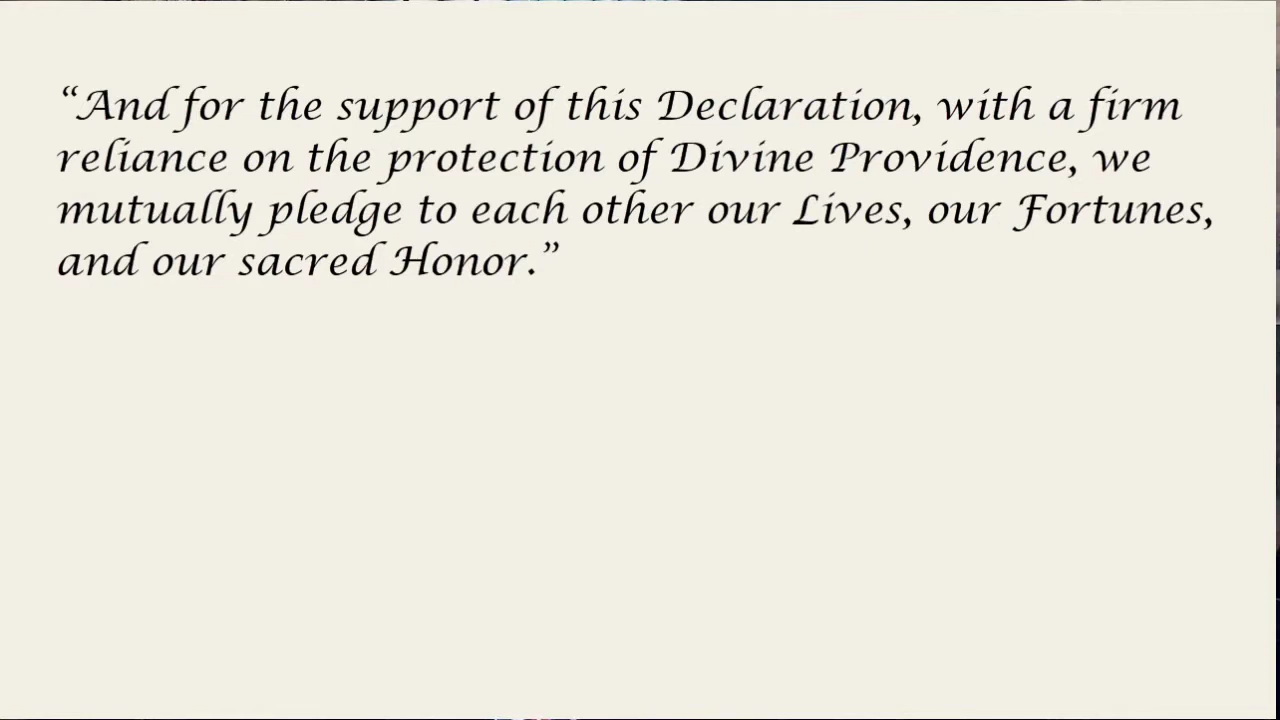 “And for the support of this Declaration, with a firm
reliance on the protection of Divine Providence, we
mutually pledge to each other our Lives, our Fortunes,
and our sacred Honor.”